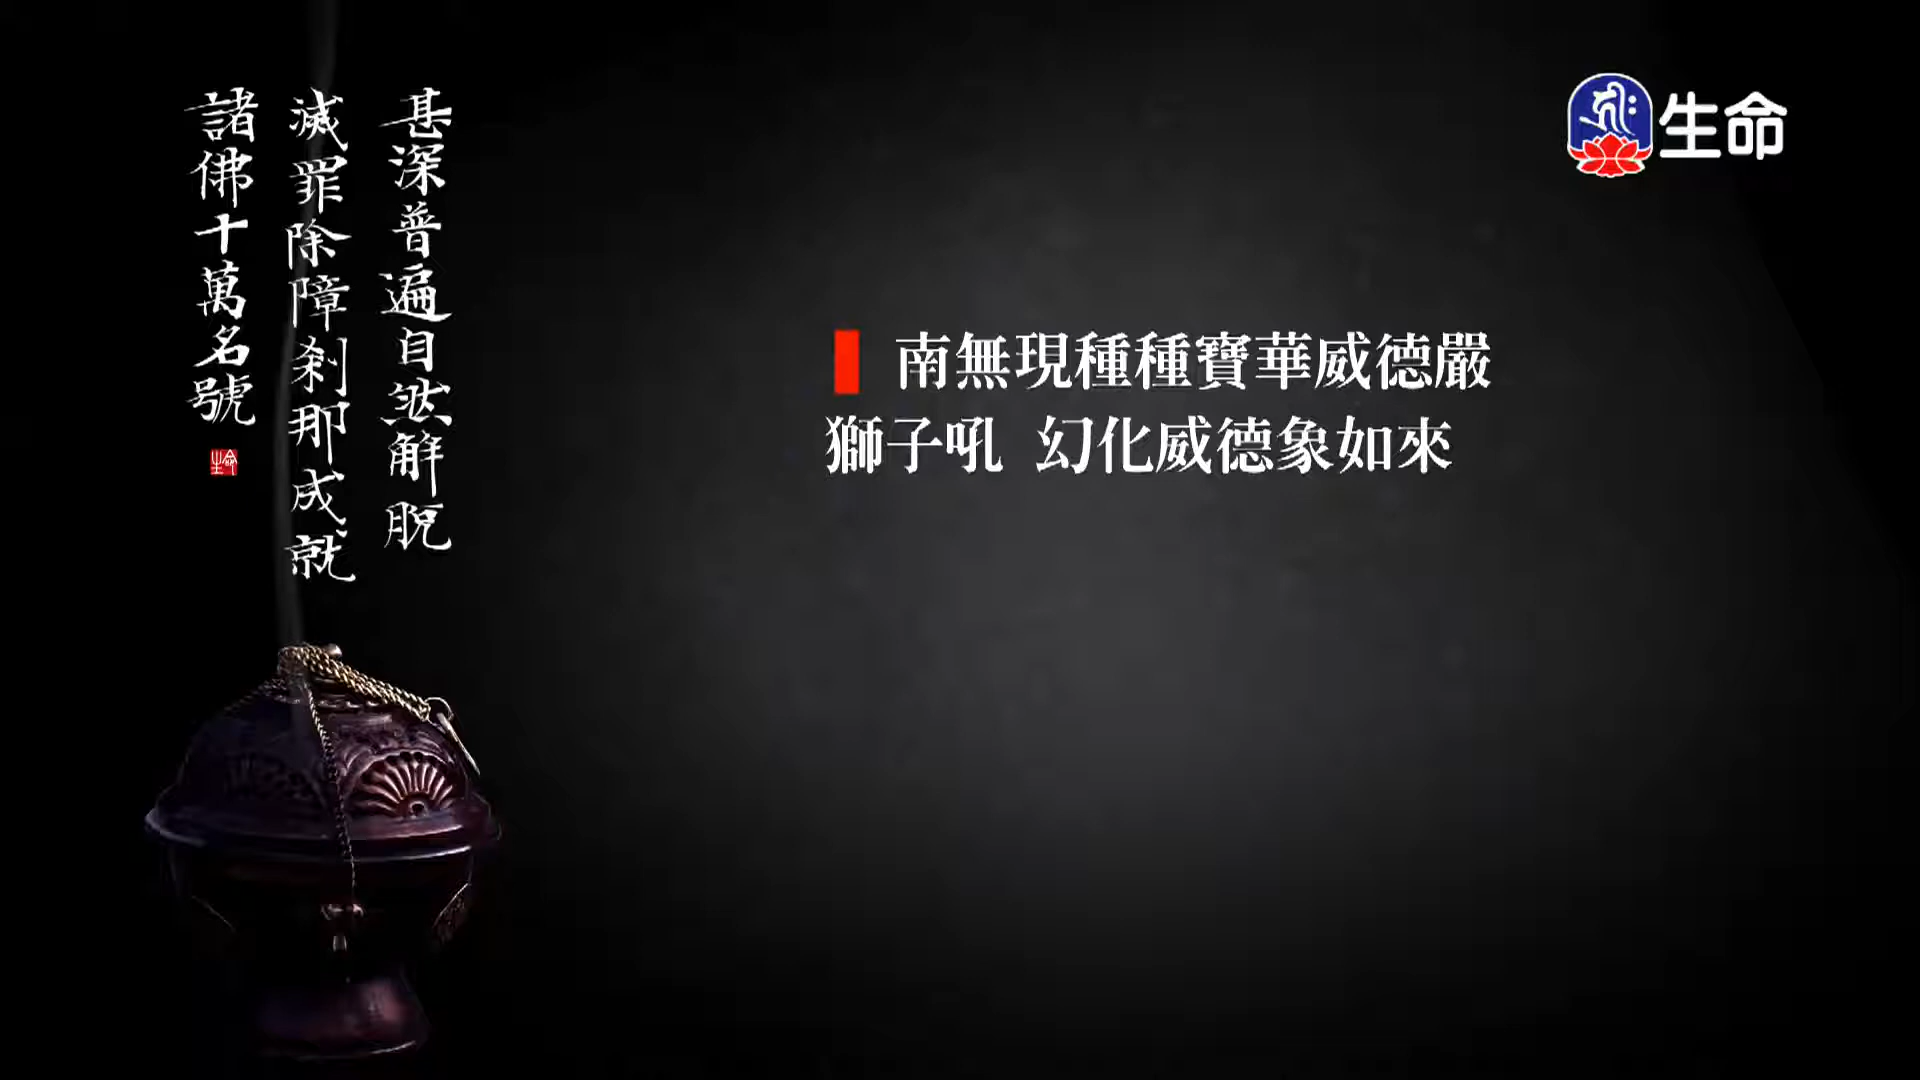 甚深普遍自然解脫
滅罪除障剎那成就
諸佛十萬名號
生命
生命
南無現種種寶華威德嚴
獅子吼 幻化威德象如來